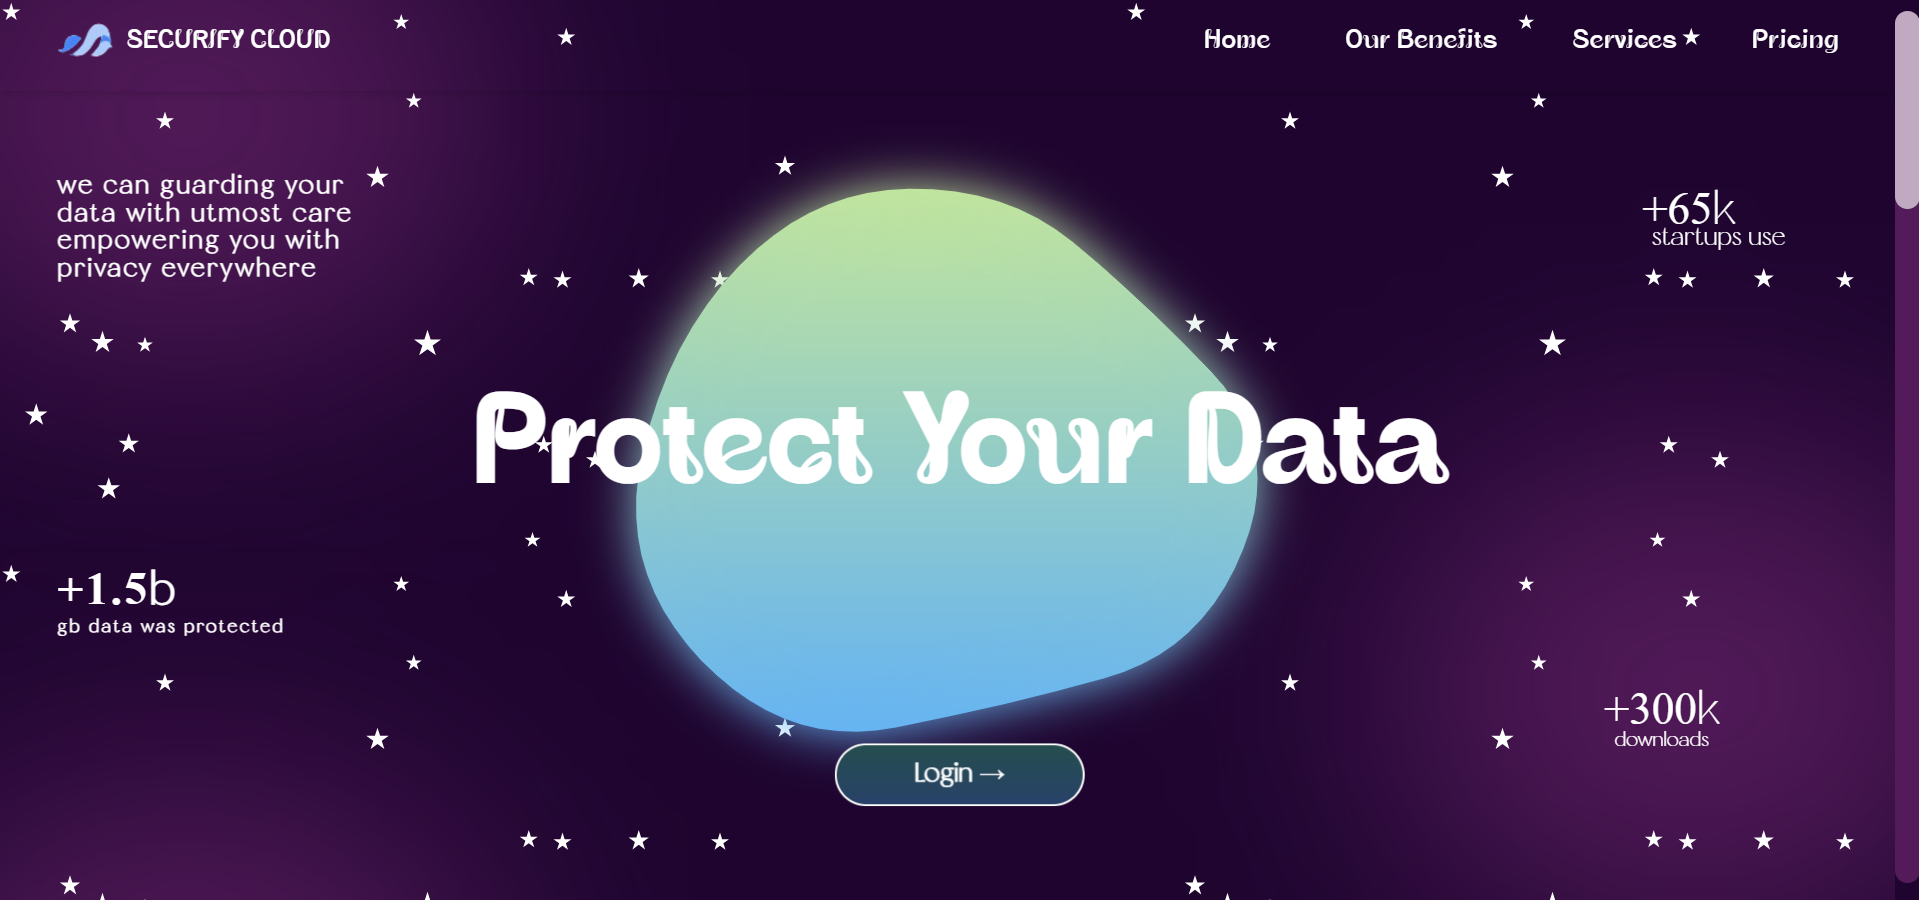 SECURIFY CLOUD
Home
Our Benefits
Services
Pricing
we can guarding your
data with utmost care
empowering you with
privacy everywhere
+65k
startups use
Protect Your Data
+1.5b
gb data was protected
+300k
downloads
Login →